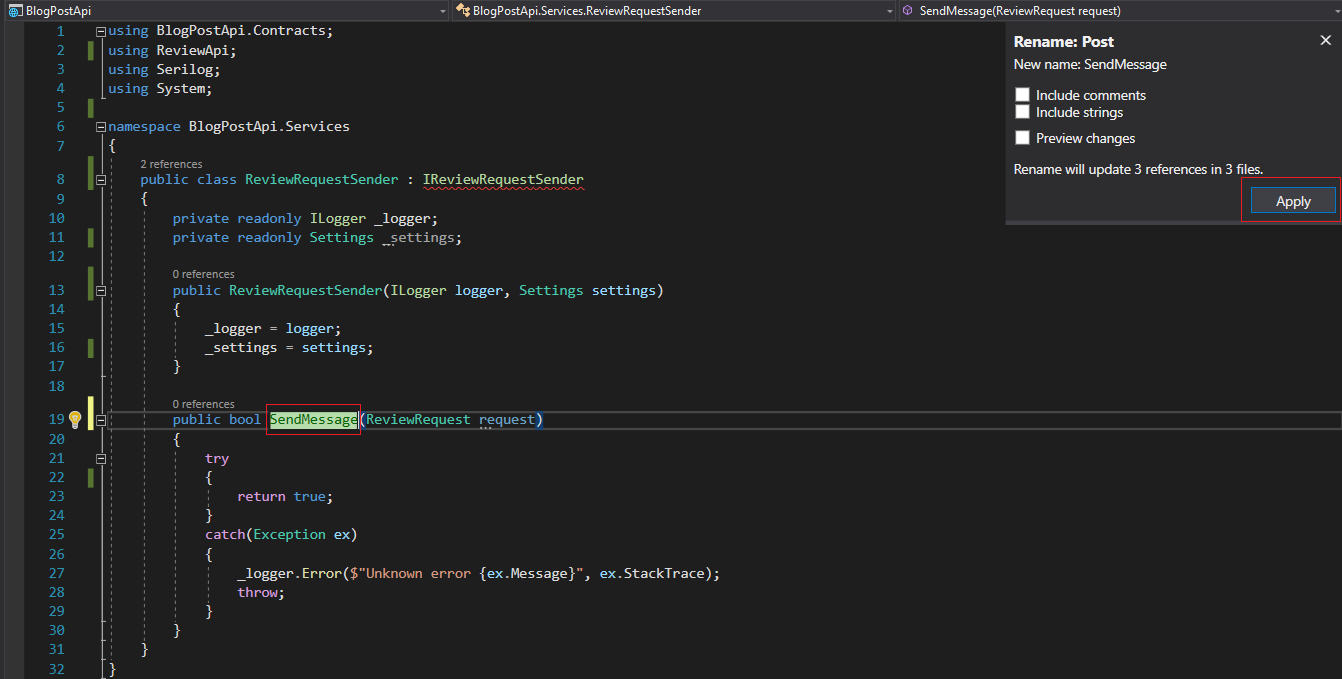 BlogPostApi BlogPostApi.Services.ReviewRequestSender SendMessage(ReviewRequest request)
Rename: Post
New name: SendMessage
Include comments
Include strings
Preview changes
Rename will update 3 references in 3 files.
Apply
1 using BlogPostApi.Contracts;
2 using ReviewApi;
3 using Serilog;
4 using System;
5
6 namespace BlogPostApi.Services
7 {
2 references
8 public class ReviewRequestSender : IReviewRequestSender
9 {
10 private readonly ILogger _logger;
11 private readonly Settings _settings;
12
0 references
13 public ReviewRequestSender(ILogger logger, Settings settings)
14 {
15 _logger = logger;
16 _settings = settings;
17 }
18
0 references
19 public bool SendMessage(ReviewRequest request)
20 {
21 try
22 {
23 return true;
24 }
25 catch(Exception ex)
26 {
27 _logger.Error($"Unknown error {ex.Message}", ex.StackTrace);
28 throw;
29 }
30 }
31 }
32 }